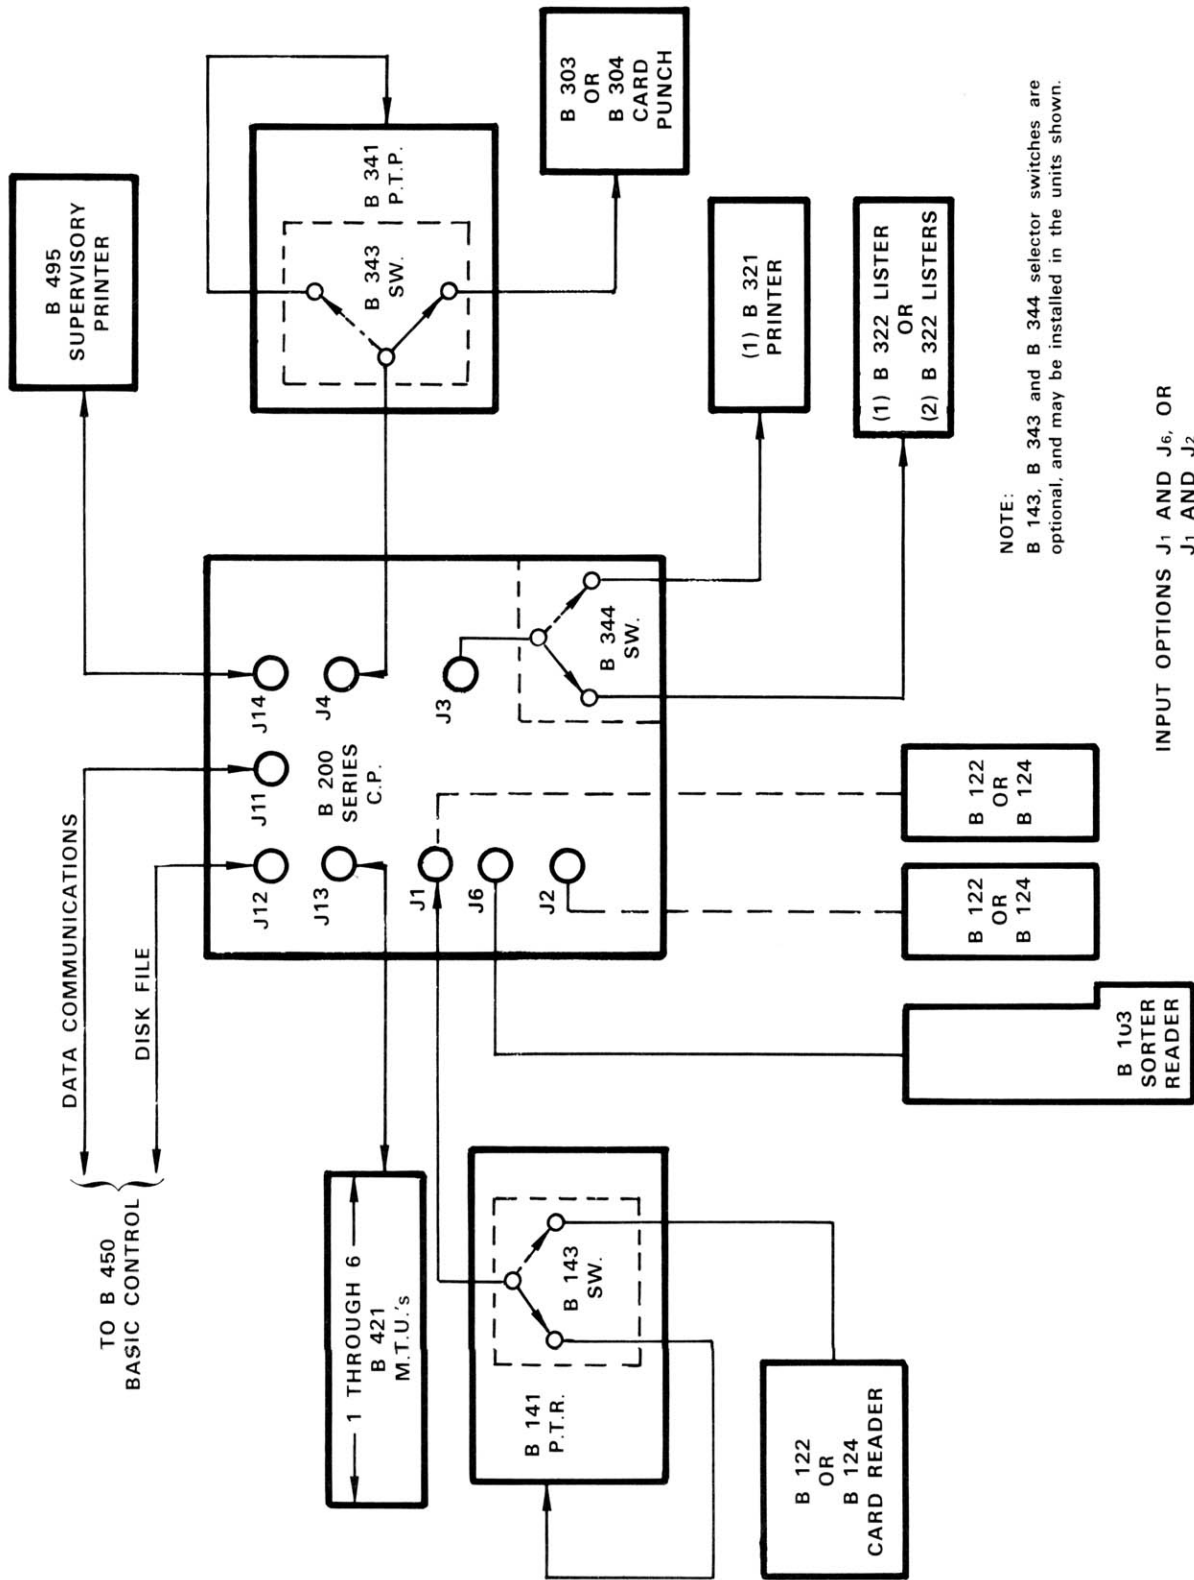 TO B 450
BASIC CONTROL
DATA COMMUNICATIONS
DISK FILE
B 495
SUPERVISORY
PRINTER
1 THROUGH 6
B 421
M.T.U.'s
J12
J11
J14
J13
B 200
SERIES
C.P.
J4
B 343
SW.
B 341
P.T.P.
B 141
P.T.R.
B 143
SW.
J1
J6
J2
J3
B 344
SW.
B 303
OR
B 304
CARD
PUNCH
B 122
OR
B 124
CARD READER
B 1u3
SORTER
READER
B 122
OR
B 124
B 122
OR
B 124
(1) B 321
PRINTER
(1) B 322 LISTER
OR
(2) B 322 LISTERS
NOTE:
B 143, B 343 and B 344 selector switches are
optional, and may be installed in the units shown.
INPUT OPTIONS J1 AND J6, OR
J1 AND J2